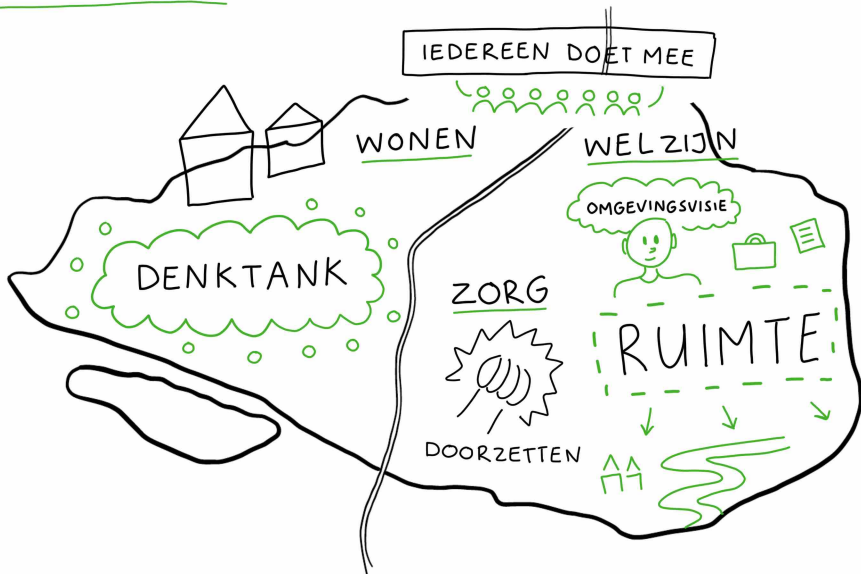 IEDEREEN DOET MEE
WONEN
WELZIJN
OMGEVINGSVISIE
DENKTANK
ZORG
RUIMTE
DOORZETTEN